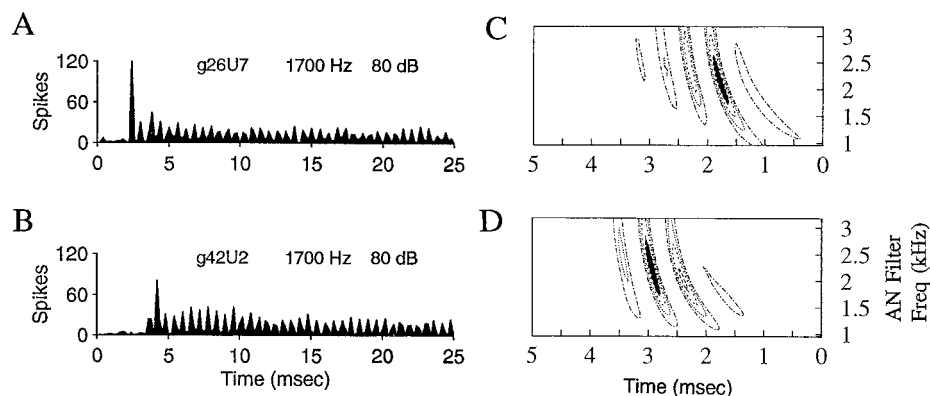 A
g26U7 1700 Hz 80 dB
Spikes
120
60
0
0 5 10 15 20 25
B
g42U2 1700 Hz 80 dB
Spikes
120
60
0
0 5 10 15 20 25
Time (msec)
C
3
2.5
2
1.5
1
5 4 3 2 1 0
D
3
2.5
2
1.5
1
AN Filter
Freq (kHz)
5 4 3 2 1 0
Time (msec)